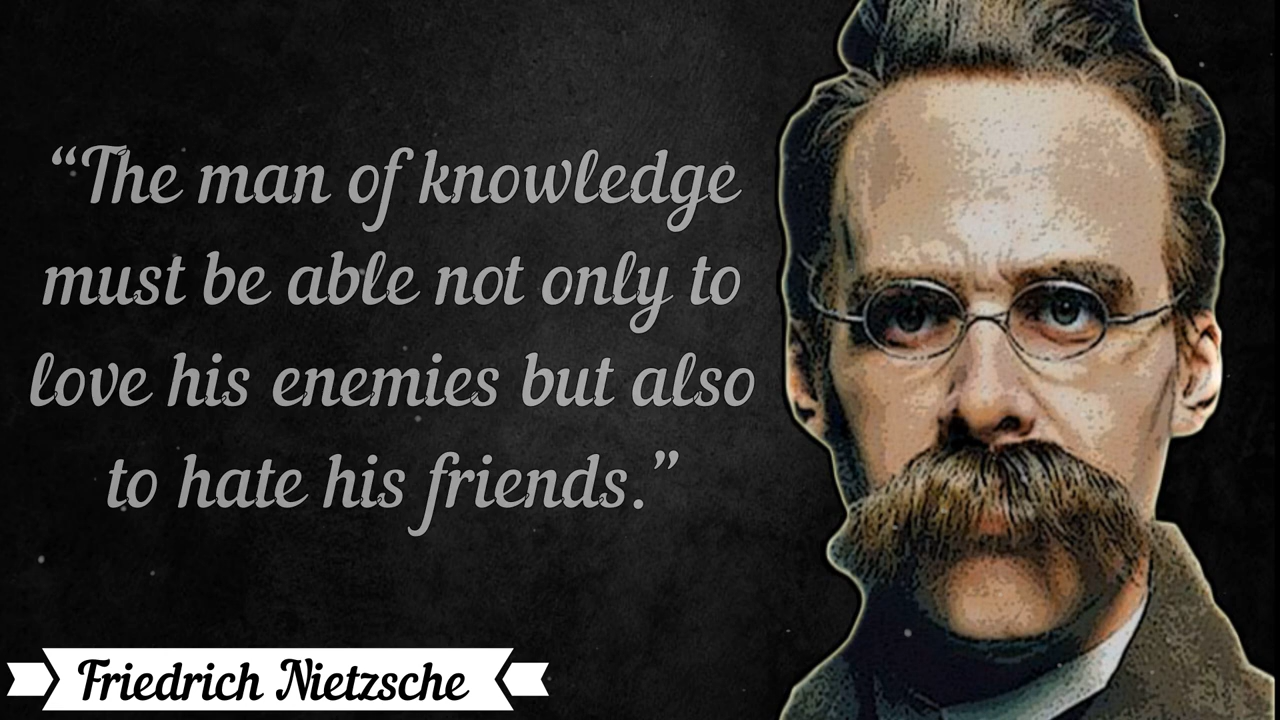 “The man of knowledge
must be able not only to
love his enemies but also
to hate his friends.”
Friedrich Nietzsche